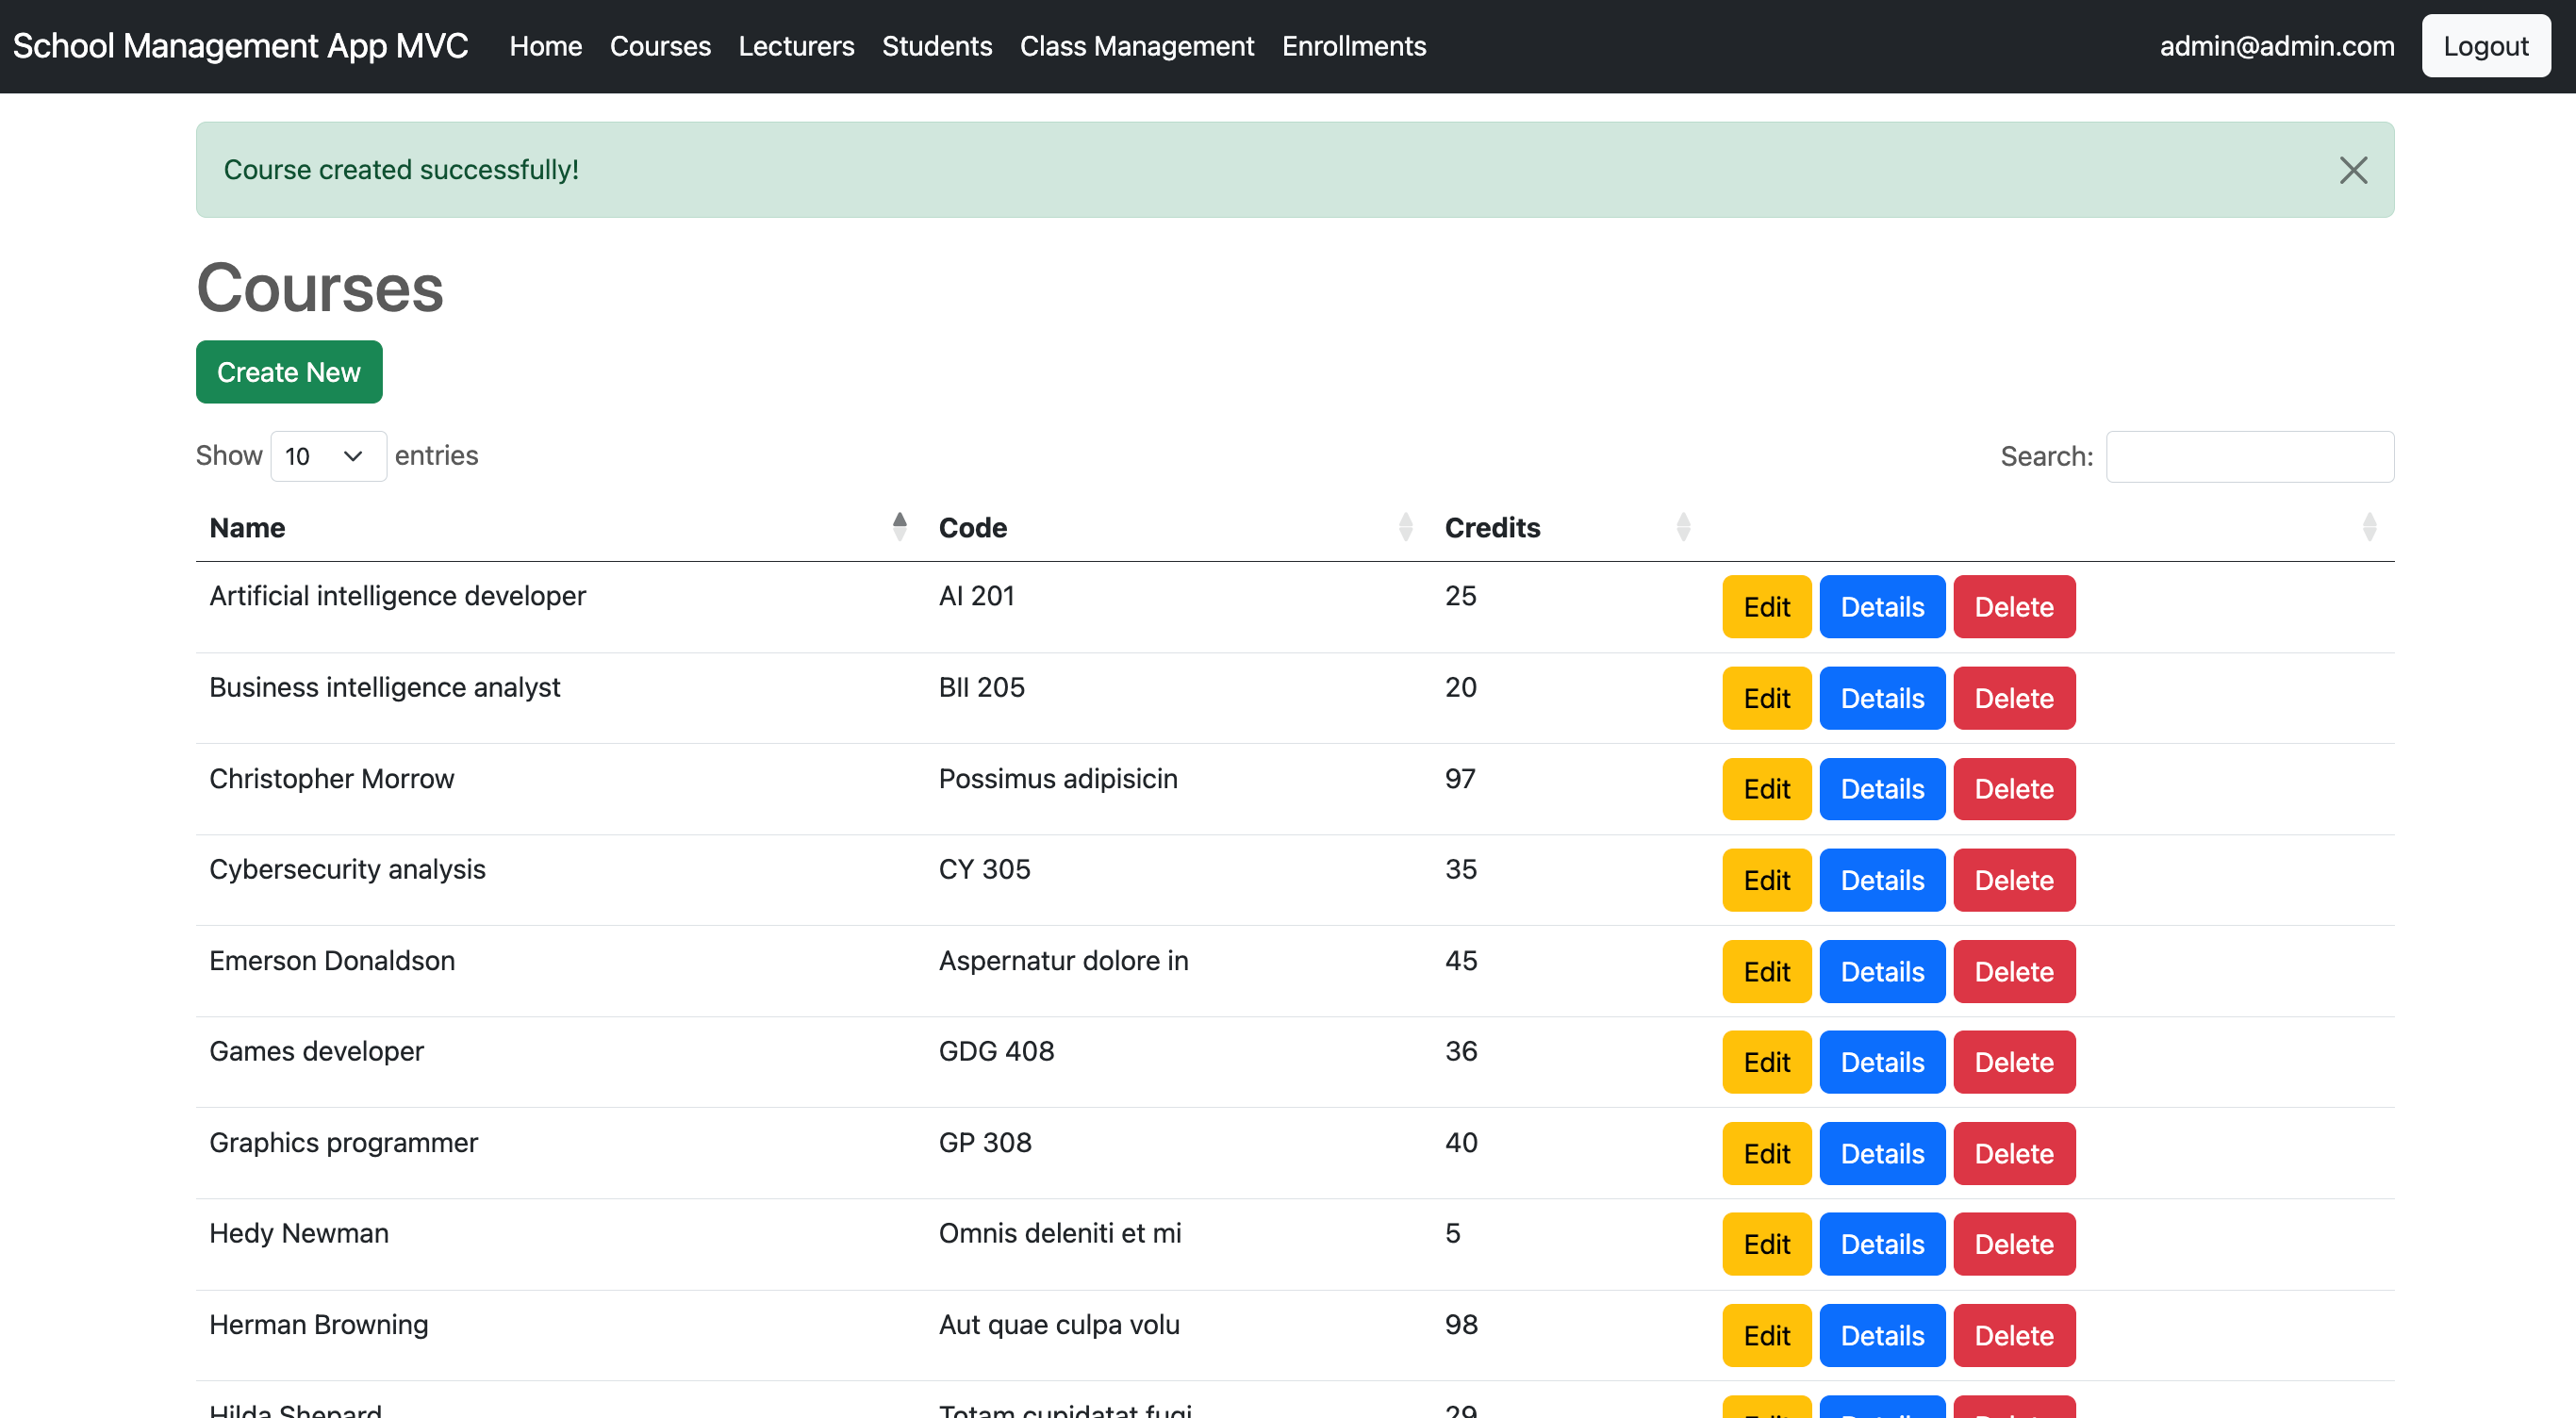 School Management App MVC Home Courses Lecturers Students Class Management Enrollments admin@admin.com Logout
Course created successfully!
Courses
Create New
Show 10 entries Search:
Name Code Credits
Artificial intelligence developer AI 201 25 Edit Details Delete
Business intelligence analyst BII 205 20 Edit Details Delete
Christopher Morrow Possimus adipisicin 97 Edit Details Delete
Cybersecurity analysis CY 305 35 Edit Details Delete
Emerson Donaldson Aspernatur dolore in 45 Edit Details Delete
Games developer GDG 408 36 Edit Details Delete
Graphics programmer GP 308 40 Edit Details Delete
Hedy Newman Omnis deleniti et mi 5 Edit Details Delete
Herman Browning Aut quae culpa volu 98 Edit Details Delete
Hilda Shepard Totam cupidatat fugi 29 Edit Details Delete